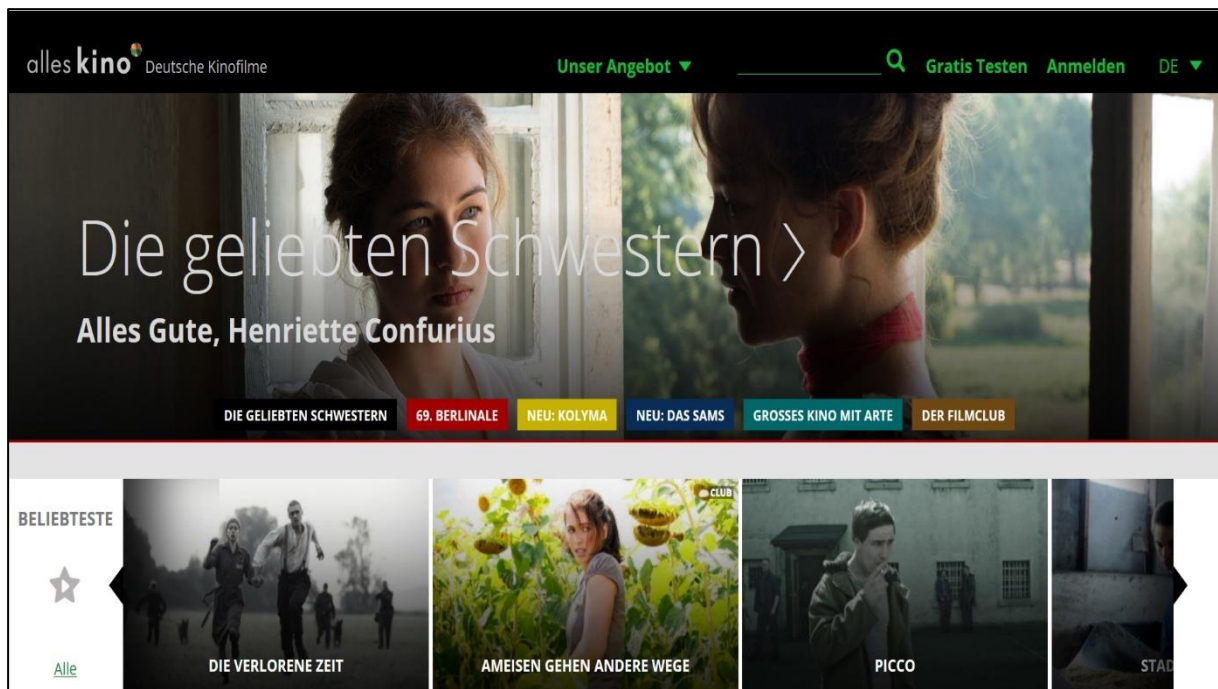 alles kino Deutsche Kinofilme
Unser Angebot
Gratis Testen
Anmelden
DE
Die geliebten Schwestern
Alles Gute, Henriette Confurius
DIE GELIEBTEN SCHWESTERN
69. BERLINALE
NEU: KOLYMA
NEU: DAS SAMS
GROSSES KINO MIT ARTE
DER FILMCLUB
BELIEBTESTE
Alle
DIE VERLORENE ZEIT
CLUB
AMEISEN GEHEN ANDERE WEGE
PICCO
STAD